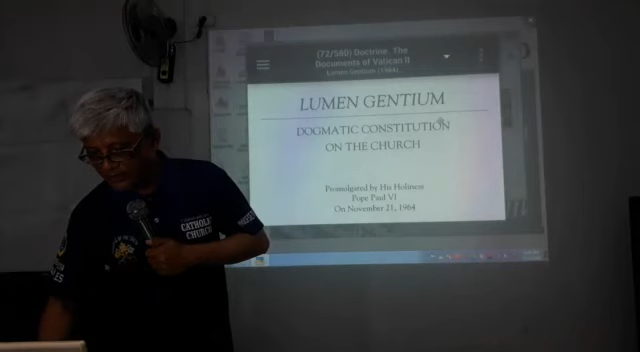 (72/580) Doctrine. The
Documents of Vatican II
Lumen Gentium (1964)
LUMEN GENTIUM
DOGMATIC CONSTITUTION
ON THE CHURCH
Promulgated by His Holiness
Pope Paul VI
On November 21, 1964
CATHOLIC
CHURCH